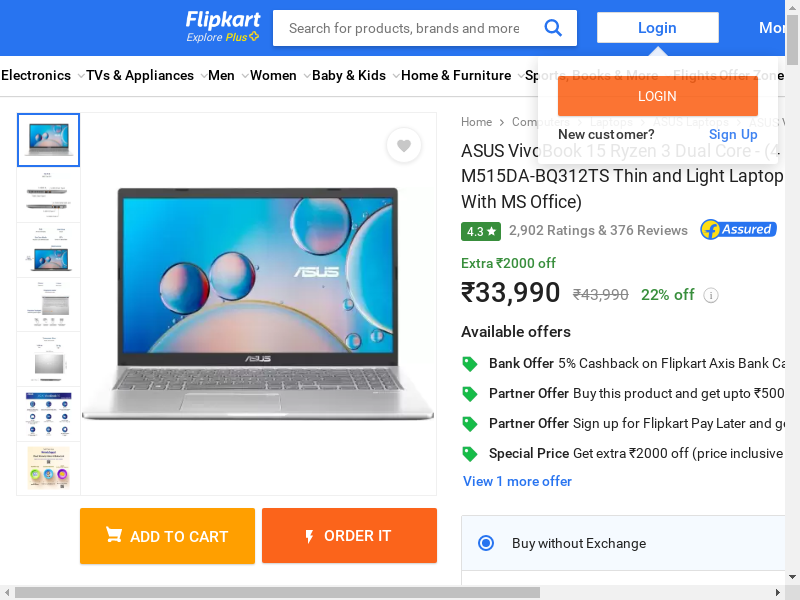 Flipkart
Explore Plus
Search for products, brands and more
Login
Electronics
TVs & Appliances
Men
Women
Baby & Kids
Home & Furniture
Sports, Books & More
Flights
Offer Zone
LOGIN
New customer? Sign Up
Home
Laptops
ASUS Laptops
ASUS VivoBook 15 Ryzen 3 Dual Core - (4
M515DA-BQ312TS Thin and Light Laptop
With MS Office)
4.3
2,902 Ratings & 376 Reviews
Assured
Extra ₹2000 off
₹33,990 ₹43,990 22% off
Available offers
Bank Offer 5% Cashback on Flipkart Axis Bank
Partner Offer Buy this product and get upto ₹500
Partner Offer Sign up for Flipkart Pay Later and
Special Price Get extra ₹2000 off (price inclusive
View 1 more offer
ASUS
ASUS
ADD TO CART
ORDER IT
Buy without Exchange